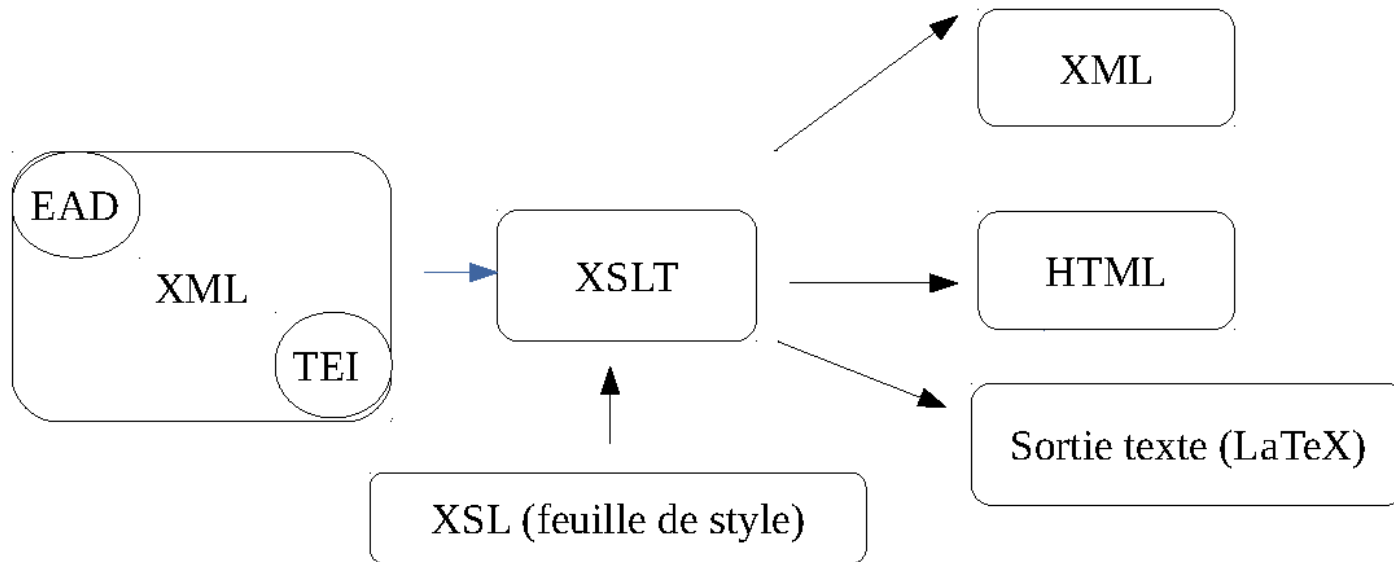 EAD
XML
TEI
XSLT
XSL (feuille de style)
XML
HTML
Sortie texte (LaTeX)